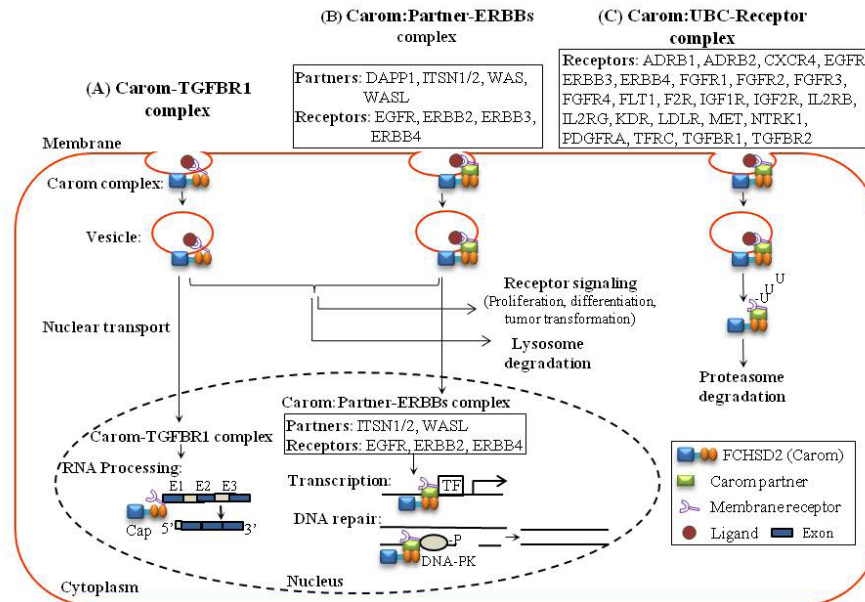 (A) Carom-TGFBR1
complex
(B) Carom:Partner-ERBBs
complex
Partners: DAPP1, ITSN1/2, WAS,
WASL
Receptors: EGFR, ERBB2, ERBB3,
ERBB4
(C) Carom:UBC-Receptor
complex
Receptors: ADRB1, ADRB2, CXCR4, EGFR
ERBB3, ERBB4, FGFR1, FGFR2, FGFR3,
FGFR4, FLT1, F2R, IGF1R, IGF2R, IL2RB,
IL2RG, KDR, LDLR, MET, NTRK1,
PDGFRA, TFRC, TGFBR1, TGFBR2
Membrane
Carom complex:
Vesicle:
Nuclear transport
Receptor signaling
(Proliferation, differentiation,
tumor transformation)
Lysosome
degradation
U
U
-U
Proteasome
degradation
Carom-TGFBR1 complex
RNA Processing:
E1 E2 E3
Cap
5’ 3’
Carom:Partner-ERBBs complex
Partners: ITSN1/2, WASL
Receptors: EGFR, ERBB2, ERBB4
Transcription:
TF
DNA repair:
-P
DNA-PK
Nucleus
Cytoplasm
FCHSD2 (Carom)
Carom partner
Membrane receptor
Ligand
Exon